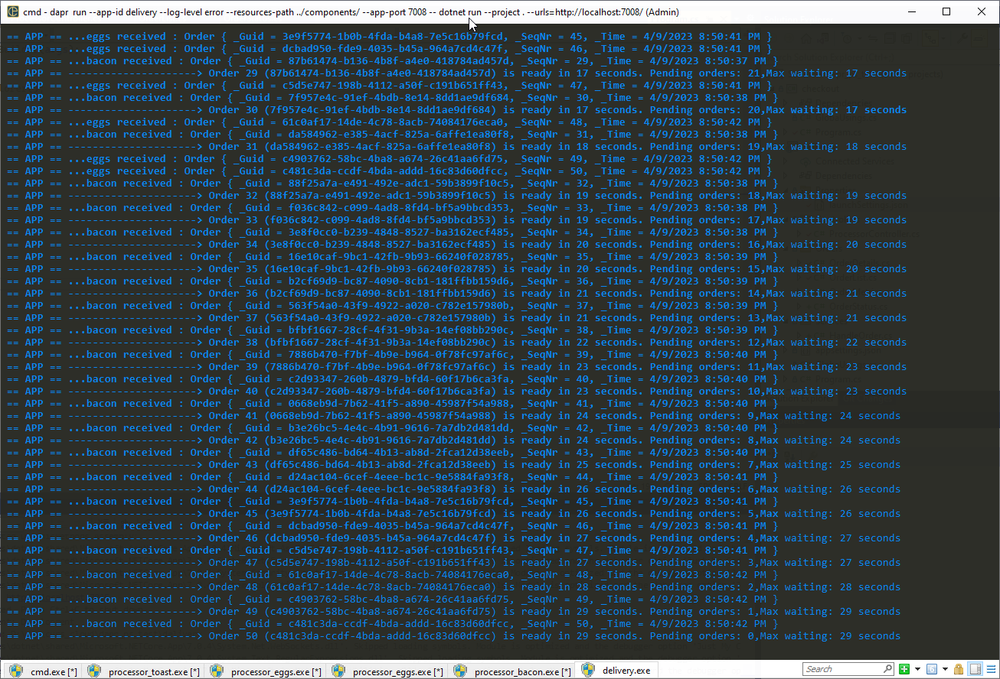 cmd - dapr  run --app-id delivery --log-level error --resources-path ../components/ --app-port 7008 -- dotnet run --project . --urls=http://localhost:7008/ (Admin)
== APP == ...eggs received : Order { _Guid = 3e9f5774-1b0b-4fda-b4a8-7e5c16b79fcd, _SeqNr = 45, _Time = 4/9/2023 8:50:41 PM }
== APP == ...eggs received : Order { _Guid = dcbad950-fde9-4035-b45a-964a7cd4c47f, _SeqNr = 46, _Time = 4/9/2023 8:50:41 PM }
== APP == ...bacon received : Order { _Guid = 87b61474-b136-4b8f-a4e0-418784ad457d, _SeqNr = 29, _Time = 4/9/2023 8:50:37 PM }
== APP == ---------------------> Order 29 (87b61474-b136-4b8f-a4e0-418784ad457d) is ready in 17 seconds. Pending orders: 21,Max waiting: 17 seconds
== APP == ...eggs received : Order { _Guid = c5d5e747-198b-4112-a50f-c191b651ff43, _SeqNr = 47, _Time = 4/9/2023 8:50:41 PM }
== APP == ...bacon received : Order { _Guid = 7f957e4c-91ef-4bdb-8e14-8dd1ae9df684, _SeqNr = 30, _Time = 4/9/2023 8:50:38 PM }
== APP == ---------------------> Order 30 (7f957e4c-91ef-4bdb-8e14-8dd1ae9df684) is ready in 17 seconds. Pending orders: 20,Max waiting: 17 seconds
== APP == ...eggs received : Order { _Guid = 61c0af17-14de-4c78-8acb-74084176eca0, _SeqNr = 48, _Time = 4/9/2023 8:50:42 PM }
== APP == ...bacon received : Order { _Guid = da584962-e385-4acf-825a-6affe1ea80f8, _SeqNr = 31, _Time = 4/9/2023 8:50:38 PM }
== APP == ---------------------> Order 31 (da584962-e385-4acf-825a-6affe1ea80f8) is ready in 18 seconds. Pending orders: 19,Max waiting: 18 seconds
== APP == ...eggs received : Order { _Guid = c4903762-58bc-4ba8-a674-26c41aa6fd75, _SeqNr = 49, _Time = 4/9/2023 8:50:42 PM }
== APP == ...eggs received : Order { _Guid = c481c3da-ccdf-4bda-addd-16c83d60dfcc, _SeqNr = 50, _Time = 4/9/2023 8:50:42 PM }
== APP == ...bacon received : Order { _Guid = 88f25a7a-e491-492e-adc1-59b3899f10c5, _SeqNr = 32, _Time = 4/9/2023 8:50:38 PM }
== APP == ---------------------> Order 32 (88f25a7a-e491-492e-adc1-59b3899f10c5) is ready in 19 seconds. Pending orders: 18,Max waiting: 19 seconds
== APP == ...bacon received : Order { _Guid = f036c842-c099-4ad8-8fd4-bf5a9bbcd353, _SeqNr = 33, _Time = 4/9/2023 8:50:38 PM }
== APP == ---------------------> Order 33 (f036c842-c099-4ad8-8fd4-bf5a9bbcd353) is ready in 19 seconds. Pending orders: 17,Max waiting: 19 seconds
== APP == ...bacon received : Order { _Guid = 3e8f0cc0-b239-4848-8527-ba3162ecf485, _SeqNr = 34, _Time = 4/9/2023 8:50:38 PM }
== APP == ---------------------> Order 34 (3e8f0cc0-b239-4848-8527-ba3162ecf485) is ready in 20 seconds. Pending orders: 16,Max waiting: 20 seconds
== APP == ...bacon received : Order { _Guid = 16e10caf-9bc1-42fb-9b93-66240f028785, _SeqNr = 35, _Time = 4/9/2023 8:50:39 PM }
== APP == ---------------------> Order 35 (16e10caf-9bc1-42fb-9b93-66240f028785) is ready in 20 seconds. Pending orders: 15,Max waiting: 20 seconds
== APP == ...bacon received : Order { _Guid = b2cf69d9-bc87-4090-8cb1-181ffbb159d6, _SeqNr = 36, _Time = 4/9/2023 8:50:39 PM }
== APP == ---------------------> Order 36 (b2cf69d9-bc87-4090-8cb1-181ffbb159d6) is ready in 21 seconds. Pending orders: 14,Max waiting: 21 seconds
== APP == ...bacon received : Order { _Guid = 563f54a0-43f9-4922-a020-c782e157980b, _SeqNr = 37, _Time = 4/9/2023 8:50:39 PM }
== APP == ---------------------> Order 37 (563f54a0-43f9-4922-a020-c782e157980b) is ready in 21 seconds. Pending orders: 13,Max waiting: 21 seconds
== APP == ...bacon received : Order { _Guid = bfbf1667-28cf-4f31-9b3a-14ef08bb290c, _SeqNr = 38, _Time = 4/9/2023 8:50:39 PM }
== APP == ---------------------> Order 38 (bfbf1667-28cf-4f31-9b3a-14ef08bb290c) is ready in 22 seconds. Pending orders: 12,Max waiting: 22 seconds
== APP == ...bacon received : Order { _Guid = 7886b470-f7bf-4b9e-b964-0f78fc97af6c, _SeqNr = 39, _Time = 4/9/2023 8:50:40 PM }
== APP == ---------------------> Order 39 (7886b470-f7bf-4b9e-b964-0f78fc97af6c) is ready in 23 seconds. Pending orders: 11,Max waiting: 23 seconds
== APP == ...bacon received : Order { _Guid = c2d93347-260b-4879-bfd4-60f17b6ca3fa, _SeqNr = 40, _Time = 4/9/2023 8:50:40 PM }
== APP == ---------------------> Order 40 (c2d93347-260b-4879-bfd4-60f17b6ca3fa) is ready in 23 seconds. Pending orders: 10,Max waiting: 23 seconds
== APP == ...bacon received : Order { _Guid = 0668eb9d-7b62-41f5-a890-45987f54a988, _SeqNr = 41, _Time = 4/9/2023 8:50:40 PM }
== APP == ---------------------> Order 41 (0668eb9d-7b62-41f5-a890-45987f54a988) is ready in 24 seconds. Pending orders: 9,Max waiting: 24 seconds
== APP == ...bacon received : Order { _Guid = b3e26bc5-4e4c-4b91-9616-7a7db2d481dd, _SeqNr = 42, _Time = 4/9/2023 8:50:40 PM }
== APP == ---------------------> Order 42 (b3e26bc5-4e4c-4b91-9616-7a7db2d481dd) is ready in 24 seconds. Pending orders: 8,Max waiting: 24 seconds
== APP == ...bacon received : Order { _Guid = df65c486-bd64-4b13-ab8d-2fca12d38eeb, _SeqNr = 43, _Time = 4/9/2023 8:50:40 PM }
== APP == ---------------------> Order 43 (df65c486-bd64-4b13-ab8d-2fca12d38eeb) is ready in 25 seconds. Pending orders: 7,Max waiting: 25 seconds
== APP == ...bacon received : Order { _Guid = d24ac104-6cef-4eee-bc1c-9e5884fa93f8, _SeqNr = 44, _Time = 4/9/2023 8:50:41 PM }
== APP == ---------------------> Order 44 (d24ac104-6cef-4eee-bc1c-9e5884fa93f8) is ready in 26 seconds. Pending orders: 6,Max waiting: 26 seconds
== APP == ...bacon received : Order { _Guid = 3e9f5774-1b0b-4fda-b4a8-7e5c16b79fcd, _SeqNr = 45, _Time = 4/9/2023 8:50:41 PM }
== APP == ---------------------> Order 45 (3e9f5774-1b0b-4fda-b4a8-7e5c16b79fcd) is ready in 26 seconds. Pending orders: 5,Max waiting: 26 seconds
== APP == ...bacon received : Order { _Guid = dcbad950-fde9-4035-b45a-964a7cd4c47f, _SeqNr = 46, _Time = 4/9/2023 8:50:41 PM }
== APP == ---------------------> Order 46 (dcbad950-fde9-4035-b45a-964a7cd4c47f) is ready in 27 seconds. Pending orders: 4,Max waiting: 27 seconds
== APP == ...bacon received : Order { _Guid = c5d5e747-198b-4112-a50f-c191b651ff43, _SeqNr = 47, _Time = 4/9/2023 8:50:41 PM }
== APP == ---------------------> Order 47 (c5d5e747-198b-4112-a50f-c191b651ff43) is ready in 27 seconds. Pending orders: 3,Max waiting: 27 seconds
== APP == ...bacon received : Order { _Guid = 61c0af17-14de-4c78-8acb-74084176eca0, _SeqNr = 48, _Time = 4/9/2023 8:50:42 PM }
== APP == ---------------------> Order 48 (61c0af17-14de-4c78-8acb-74084176eca0) is ready in 28 seconds. Pending orders: 2,Max waiting: 28 seconds
== APP == ...bacon received : Order { _Guid = c4903762-58bc-4ba8-a674-26c41aa6fd75, _SeqNr = 49, _Time = 4/9/2023 8:50:42 PM }
== APP == ---------------------> Order 49 (c4903762-58bc-4ba8-a674-26c41aa6fd75) is ready in 29 seconds. Pending orders: 1,Max waiting: 29 seconds
== APP == ...bacon received : Order { _Guid = c481c3da-ccdf-4bda-addd-16c83d60dfcc, _SeqNr = 50, _Time = 4/9/2023 8:50:42 PM }
== APP == ---------------------> Order 50 (c481c3da-ccdf-4bda-addd-16c83d60dfcc) is ready in 29 seconds. Pending orders: 0,Max waiting: 29 seconds
cmd.exe [*] processor_toast.exe [*] processor_eggs.exe [*] processor_eggs.exe [*] processor_bacon.exe [*] delivery.exe Search